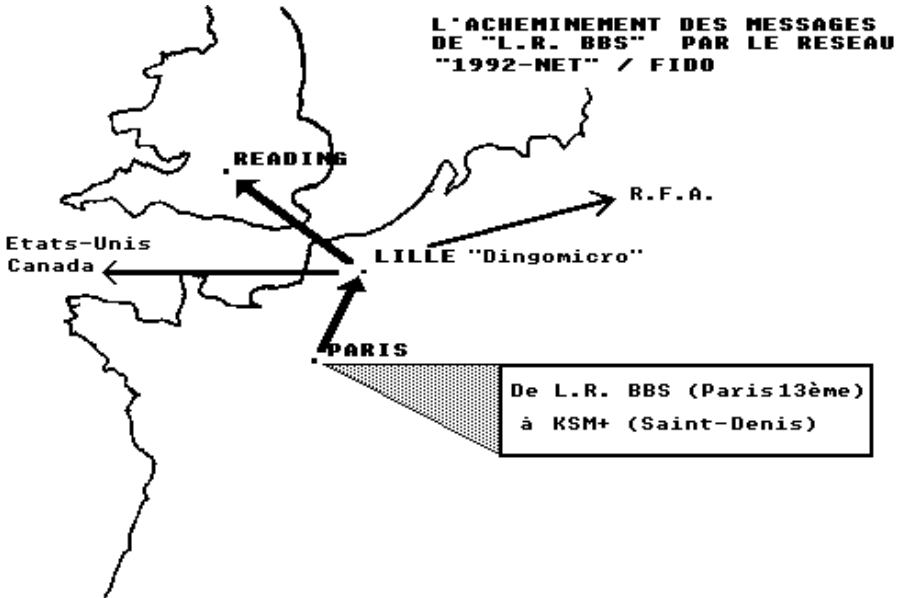 L'ACHEMINEMENT DES MESSAGES
DE "L.R. BBS" PAR LE RESEAU
"1992-NET" / FIDO
READING
R.F.A.
Etats-Unis
Canada
LILLE "Dingomicro"
PARIS
De L.R. BBS (Paris13ème)
à KSM+ (Saint-Denis)